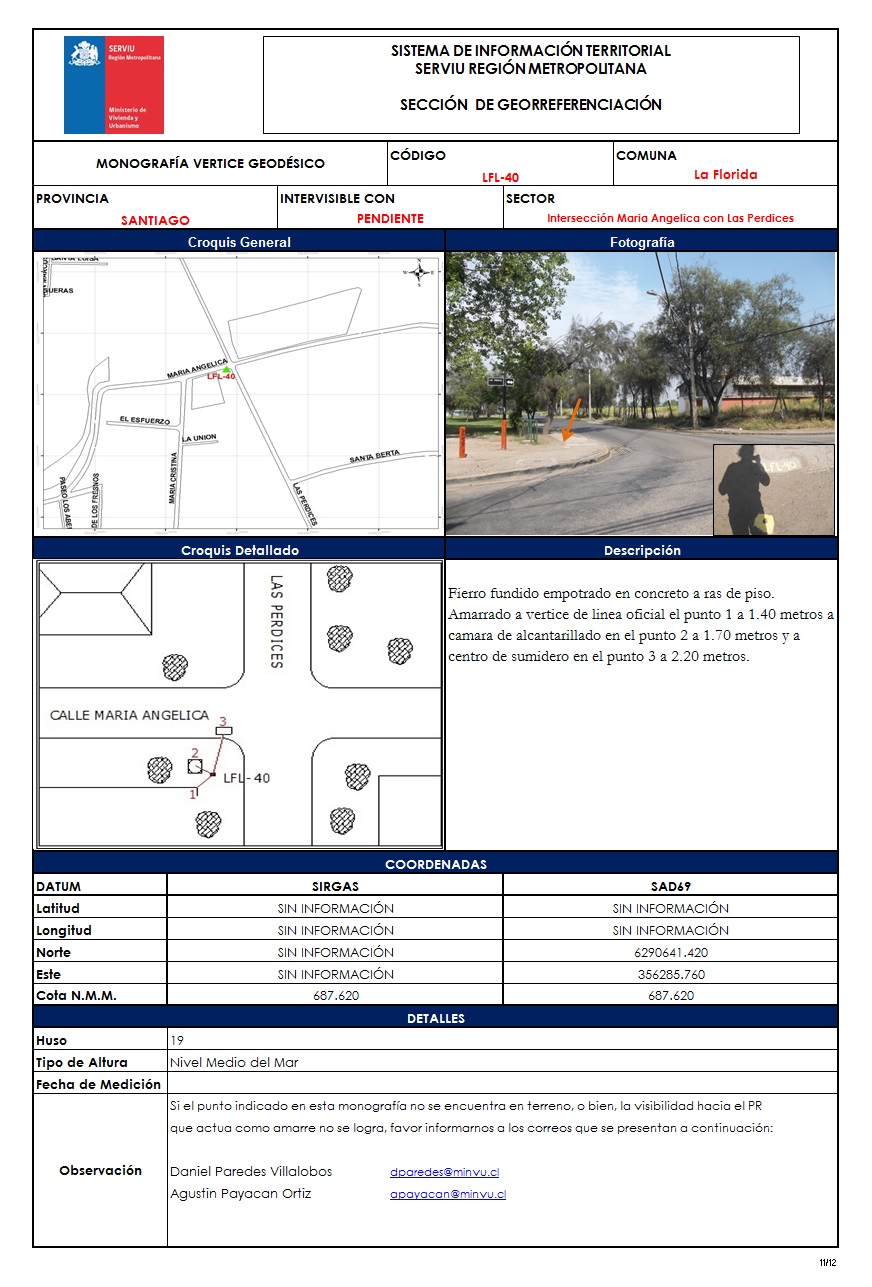 SERVIU
Región Metropolitana
Ministerio de
Vivienda y
Urbanismo
SISTEMA DE INFORMACIÓN TERRITORIAL
SERVIU REGIÓN METROPOLITANA
SECCIÓN DE GEORREFERENCIACIÓN
MONOGRAFÍA VERTICE GEODÉSICO
CÓDIGO
LFL-40
COMUNA
La Florida
PROVINCIA
SANTIAGO
INTERVISIBLE CON
PENDIENTE
SECTOR
Intersección Maria Angelica con Las Perdices
Croquis General
Fotografía
SANTA LUISA
GUERAS
MARIA ANGELICA
LFL-40
EL ESFUERZO
LA UNION
MARIA CRISTINA
SANTA BERTA
LAS PERDICES
PASEO LOS ABE
DE LOS FRESNOS
LFL-40
Croquis Detallado
Descripción
LAS PERDICES
CALLE MARIA ANGELICA
3
2
LFL-40
1
Fierro fundido empotrado en concreto a ras de piso.
Amarrado a vertice de linea oficial el punto 1 a 1.40 metros a
camara de alcantarillado en el punto 2 a 1.70 metros y a
centro de sumidero en el punto 3 a 2.20 metros.
COORDENADAS
DATUM SIRGAS SAD69
Latitud SIN INFORMACIÓN SIN INFORMACIÓN
Longitud SIN INFORMACIÓN SIN INFORMACIÓN
Norte SIN INFORMACIÓN 6290641.420
Este SIN INFORMACIÓN 356285.760
Cota N.M.M. 687.620 687.620
DETALLES
Huso 19
Tipo de Altura Nivel Medio del Mar
Fecha de Medición
Observación
Si el punto indicado en esta monografía no se encuentra en terreno, o bien, la visibilidad hacia el PR
que actua como amarre no se logra, favor informarnos a los correos que se presentan a continuación:
Daniel Paredes Villalobos dparedes@minvu.cl
Agustin Payacan Ortiz apayacan@minvu.cl
11/12